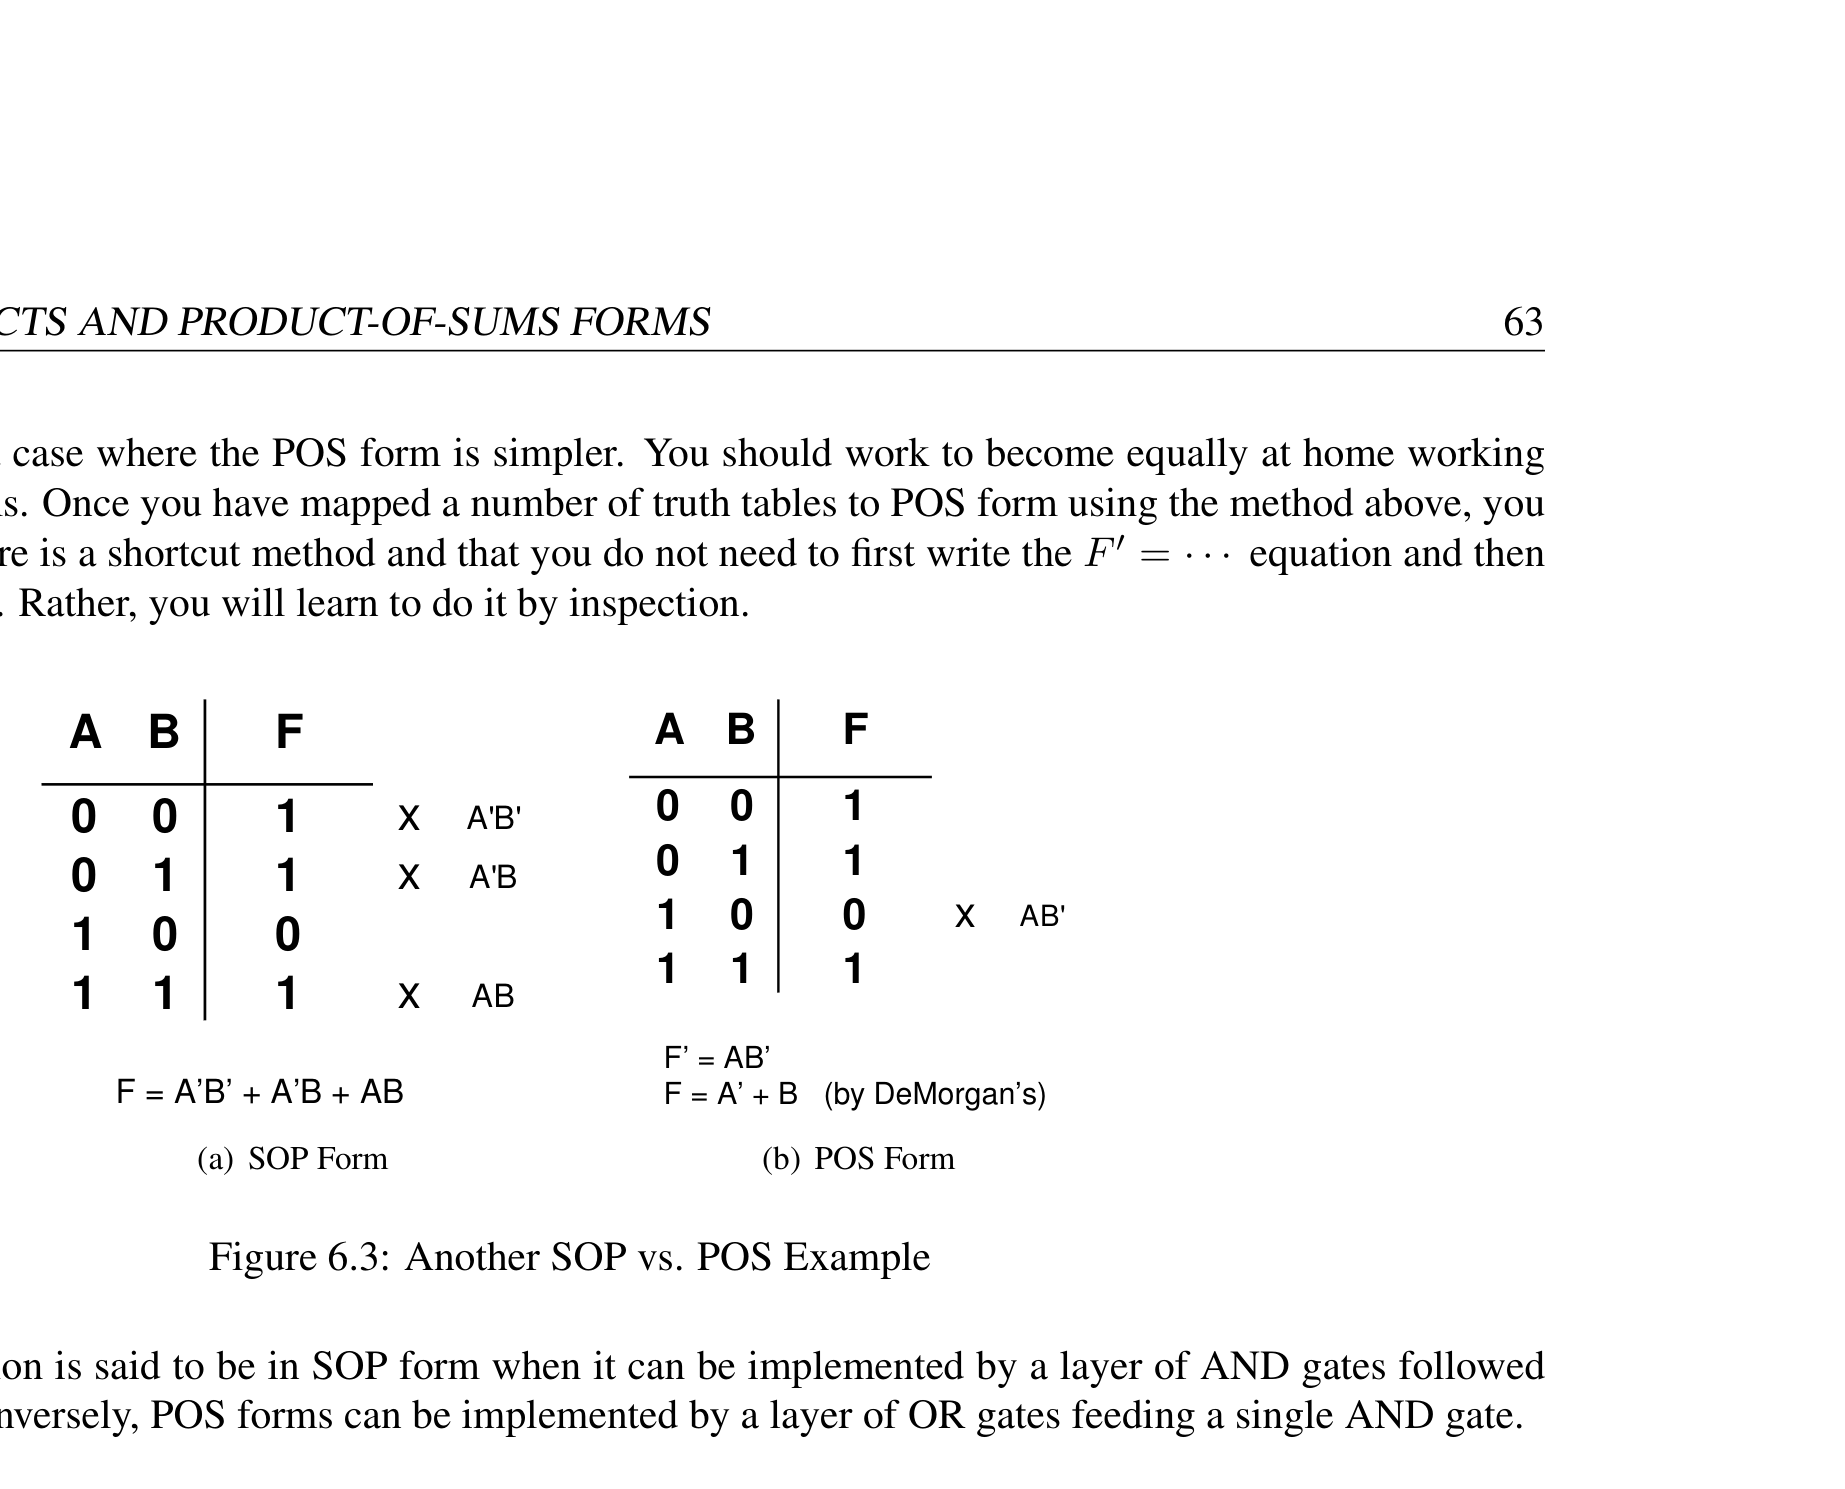 CTS AND PRODUCT-OF-SUMS FORMS 63
case where the POS form is simpler. You should work to become equally at home working
s. Once you have mapped a number of truth tables to POS form using the method above, you
re is a shortcut method and that you do not need to first write the F′ = ··· equation and then
. Rather, you will learn to do it by inspection.
A B F
0 0 1 X A'B'
0 1 1 X A'B
1 0 0
1 1 1 X AB
F = A’B’ + A’B + AB
(a) SOP Form
A B F
0 0 1
0 1 1
1 0 0 X AB'
1 1 1
F’ = AB’
F = A’ + B (by DeMorgan’s)
(b) POS Form
Figure 6.3: Another SOP vs. POS Example
on is said to be in SOP form when it can be implemented by a layer of AND gates followed
nversely, POS forms can be implemented by a layer of OR gates feeding a single AND gate.